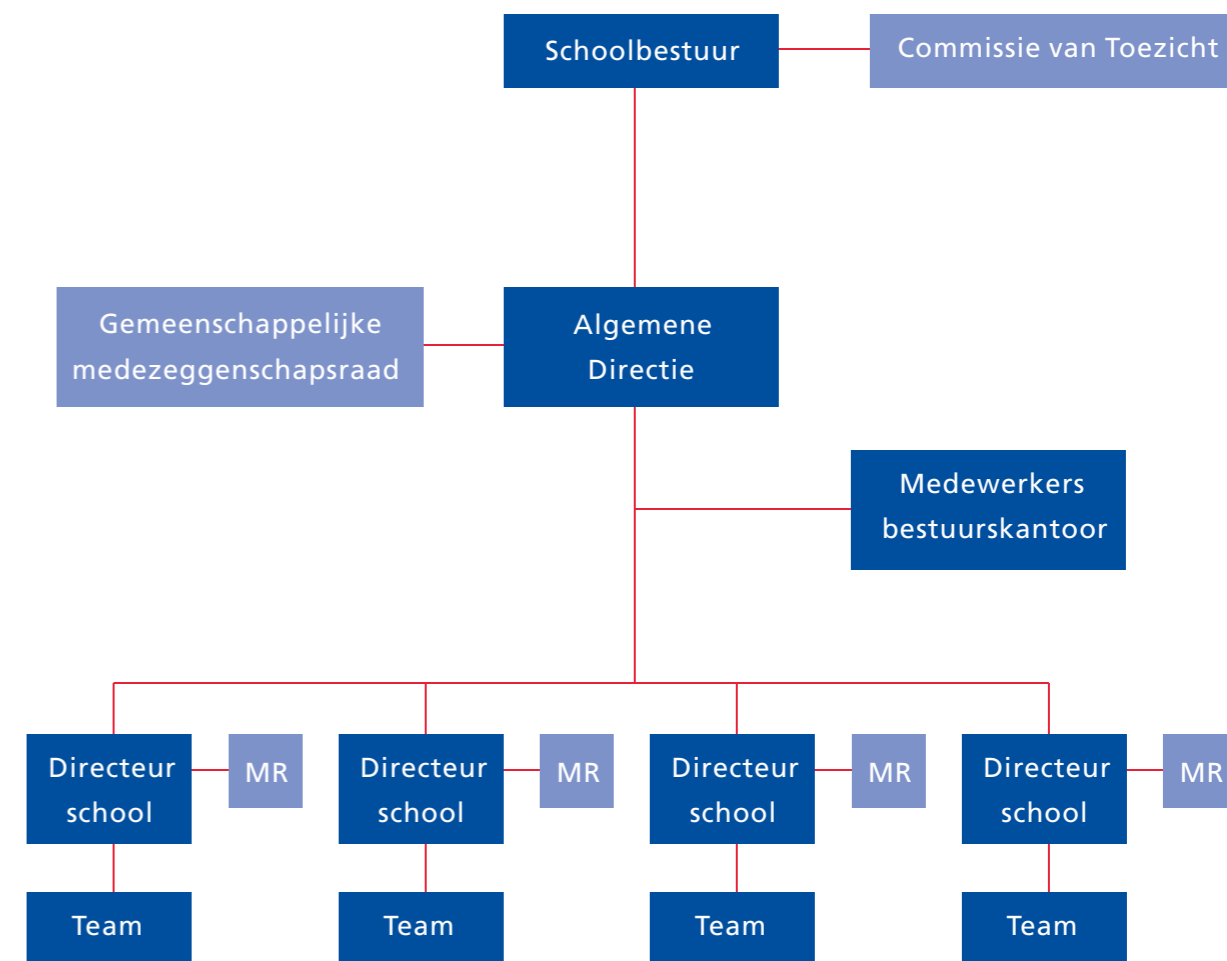 Schoolbestuur
Commissie van Toezicht
Gemeenschappelijke
medezeggenschapsraad
Algemene
Directie
Medewerkers
bestuurskantoor
Directeur
school
MR
Directeur
school
MR
Directeur
school
MR
Directeur
school
MR
Team
Team
Team
Team